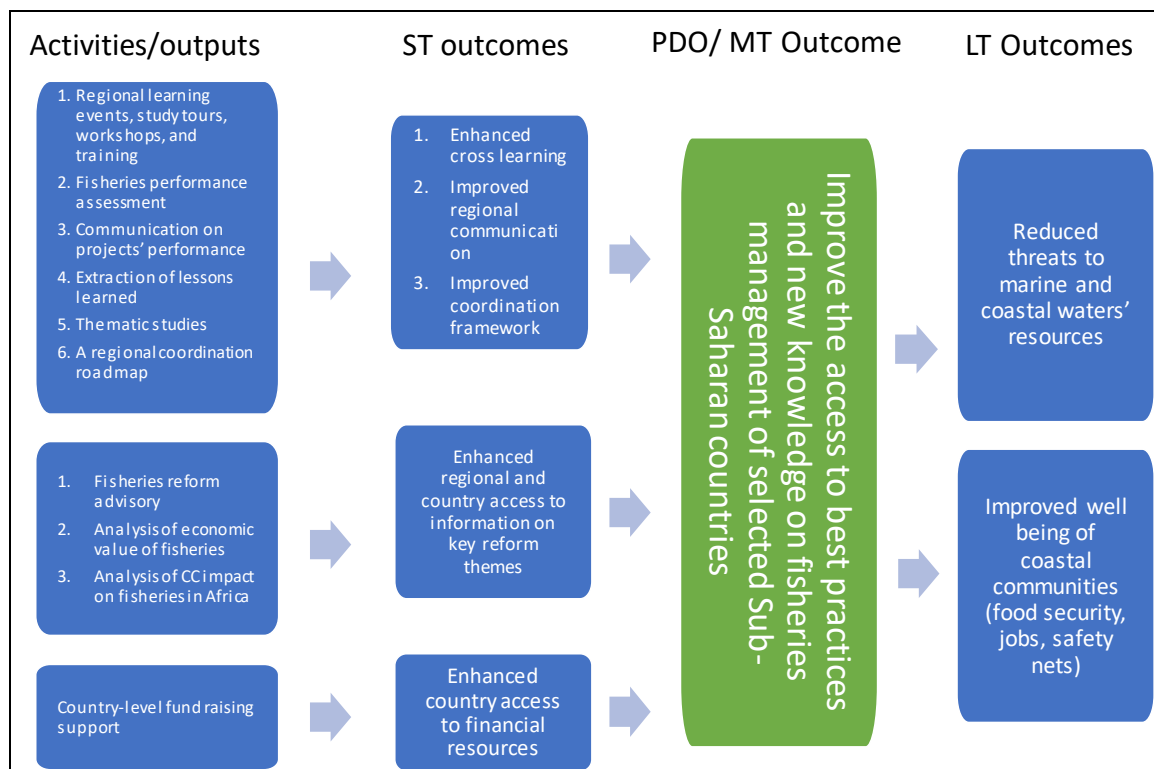 Activities/outputs
1. Regional learning
events, study tours,
workshops, and
training
2. Fisheries performance
assessment
3. Communication on
projects' performance
4. Extraction of lessons
learned
5. Thematic studies
6. A regional coordination
roadmap
1. Fisheries reform
advisory
2. Analysis of economic
value of fisheries
3. Analysis of CC impact
on fisheries in Africa
Country-level fund raising
support
ST outcomes
1. Enhanced
cross learning
2. Improved
regional
communicati
on
3. Improved
coordination
framework
Enhanced
regional and
country access to
information on
key reform
themes
Enhanced
country access
to financial
resources
PDO/ MT Outcome
Improve the access to best practices
and new knowledge on fisheries
management of selected Sub-
Saharan countries
LT Outcomes
Reduced
threats to
marine and
coastal waters'
resources
Improved well
being of
coastal
communities
(food security,
jobs, safety
nets)